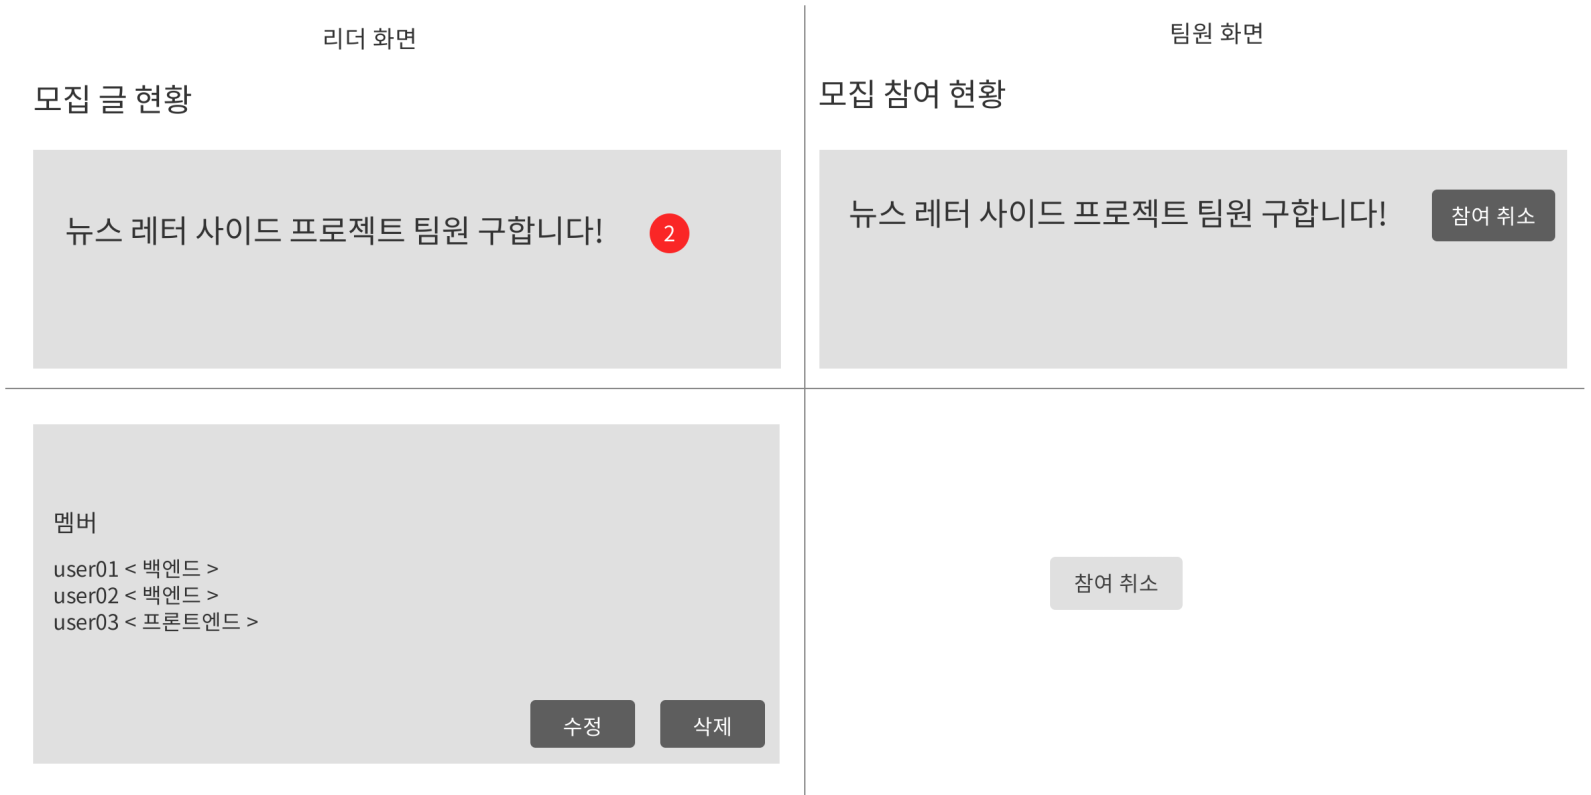 리더 화면
모집 글 현황
뉴스 레터 사이드 프로젝트 팀원 구합니다!
2
팀원 화면
모집 참여 현황
뉴스 레터 사이드 프로젝트 팀원 구합니다!
참여 취소
멤버
user01 < 백엔드 >
user02 < 백엔드 >
user03 < 프론트엔드 >
수정
삭제
참여 취소